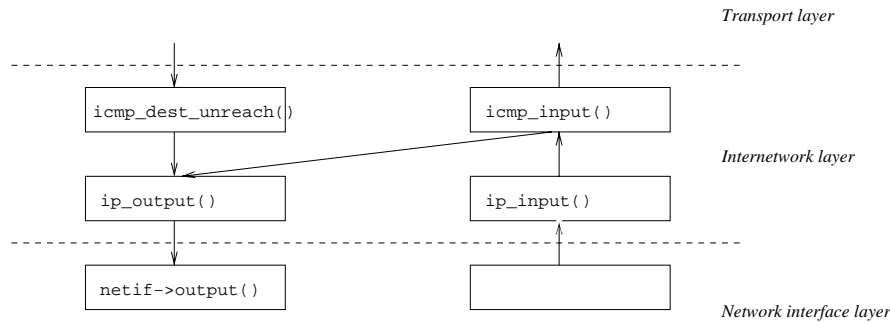 Transport layer
icmp_dest_unreach()
icmp_input()
Internetwork layer
ip_output()
ip_input()
netif->output()
Network interface layer